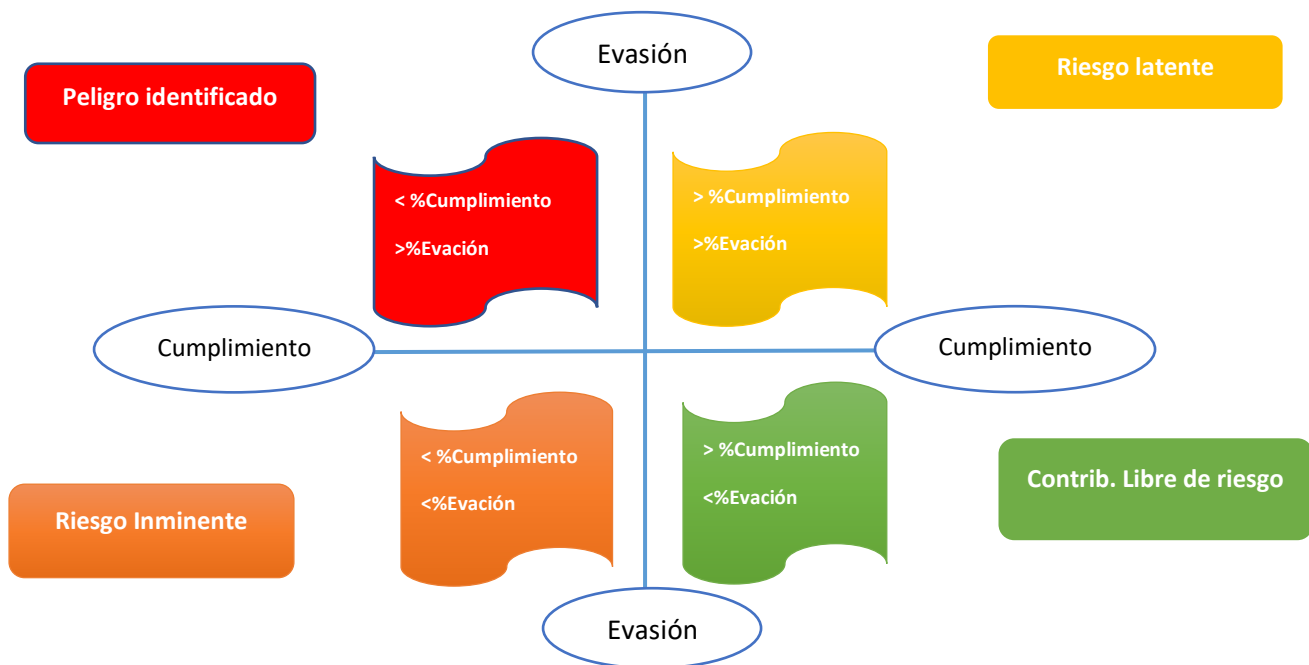 Evasión
Peligro identificado
Riesgo latente
< %Cumplimiento
>%Evación
> %Cumplimiento
>%Evación
Cumplimiento
Cumplimiento
< %Cumplimiento
<%Evación
> %Cumplimiento
<%Evación
Riesgo Inminente
Contrib. Libre de riesgo
Evasión